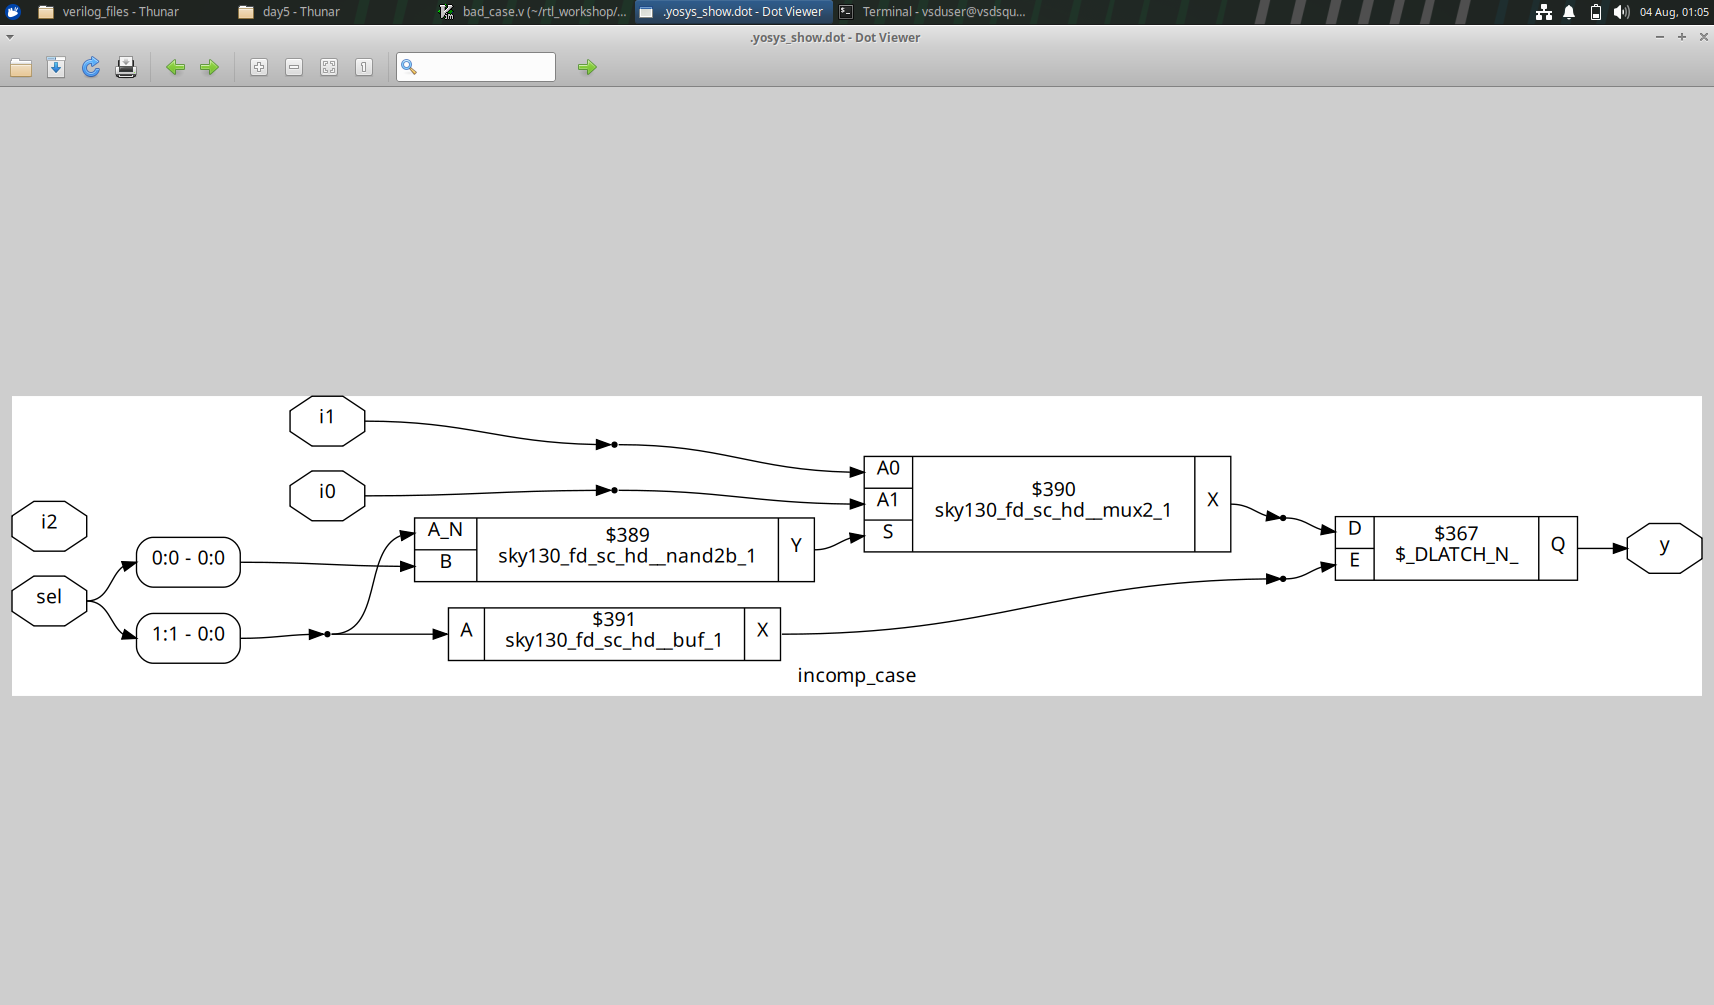 verilog_files - Thunar
day5 - Thunar
bad_case.v (~/rtl_workshop/...
.yosys_show.dot - Dot Viewer
Terminal - vsduser@vsdsqu...
04 Aug, 01:05
.yosys_show.dot - Dot Viewer
i1
i0
i2
sel
0:0 - 0:0
1:1 - 0:0
A_N
B
$389
sky130_fd_sc_hd__nand2b_1
Y
A
$391
sky130_fd_sc_hd__buf_1
X
A0
A1
S
$390
sky130_fd_sc_hd__mux2_1
X
D
E
$367
$_DLATCH_N_
Q
y
incomp_case